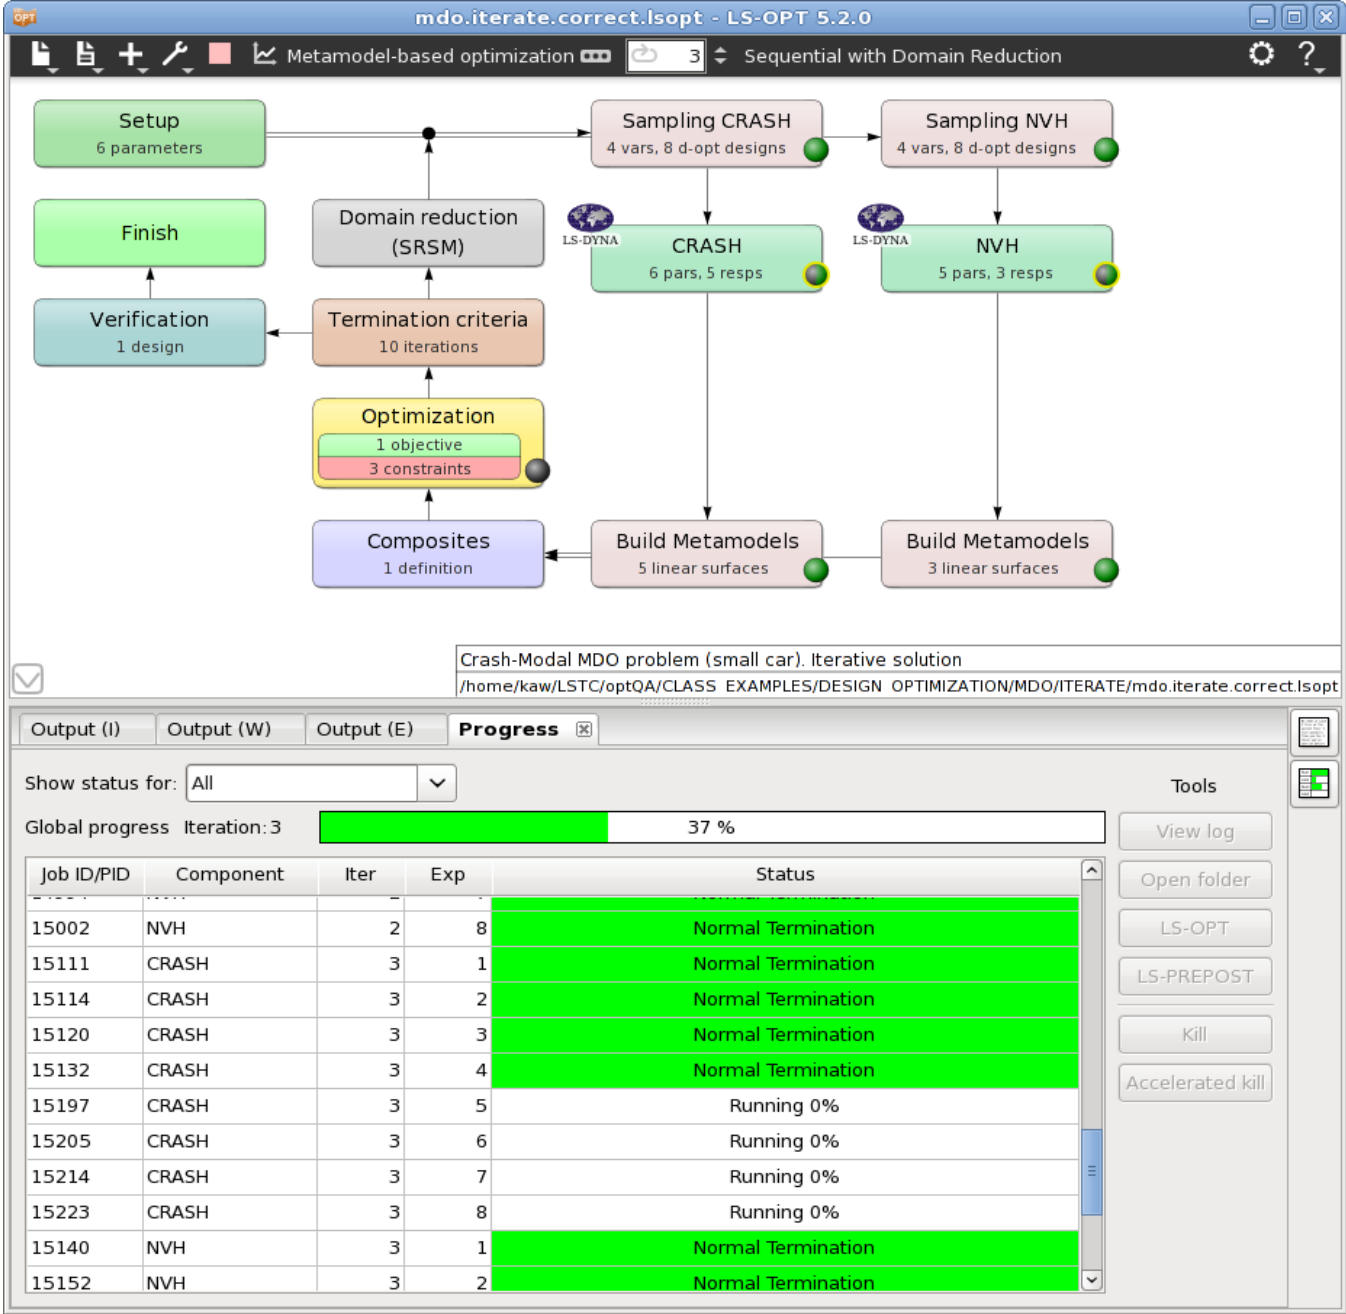 mdo.iterate.correct.lsopt - LS-OPT 5.2.0
Metamodel-based optimization 3 Sequential with Domain Reduction
Setup
6 parameters
Sampling CRASH
4 vars, 8 d-opt designs
Sampling NVH
4 vars, 8 d-opt designs
Finish
Domain reduction
(SRSM)
LS-DYNA
CRASH
6 pars, 5 resps
LS-DYNA
NVH
5 pars, 3 resps
Verification
1 design
Termination criteria
10 iterations
Optimization
1 objective
3 constraints
Composites
1 definition
Build Metamodels
5 linear surfaces
Build Metamodels
3 linear surfaces
Crash-Modal MDO problem (small car). Iterative solution
/home/kaw/LSTC/optQA/CLASS_EXAMPLES/DESIGN_OPTIMIZATION/MDO/ITERATE/mdo.iterate.correct.lsopt
Output (I) Output (W) Output (E) Progress
Show status for: All
Tools
Global progress Iteration: 3 37 %
View log
Open folder
LS-OPT
LS-PREPOST
Kill
Accelerated kill
Job ID/PID Component Iter Exp Status
15002 NVH 2 8 Normal Termination
15111 CRASH 3 1 Normal Termination
15114 CRASH 3 2 Normal Termination
15120 CRASH 3 3 Normal Termination
15132 CRASH 3 4 Normal Termination
15197 CRASH 3 5 Running 0%
15205 CRASH 3 6 Running 0%
15214 CRASH 3 7 Running 0%
15223 CRASH 3 8 Running 0%
15140 NVH 3 1 Normal Termination
15152 NVH 3 2 Normal Termination